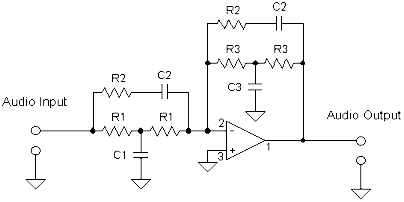 R2 C2
R3 R3
R2 C2 C3
Audio Input Audio Output
R1 R1 2 -
1
C1 3 +